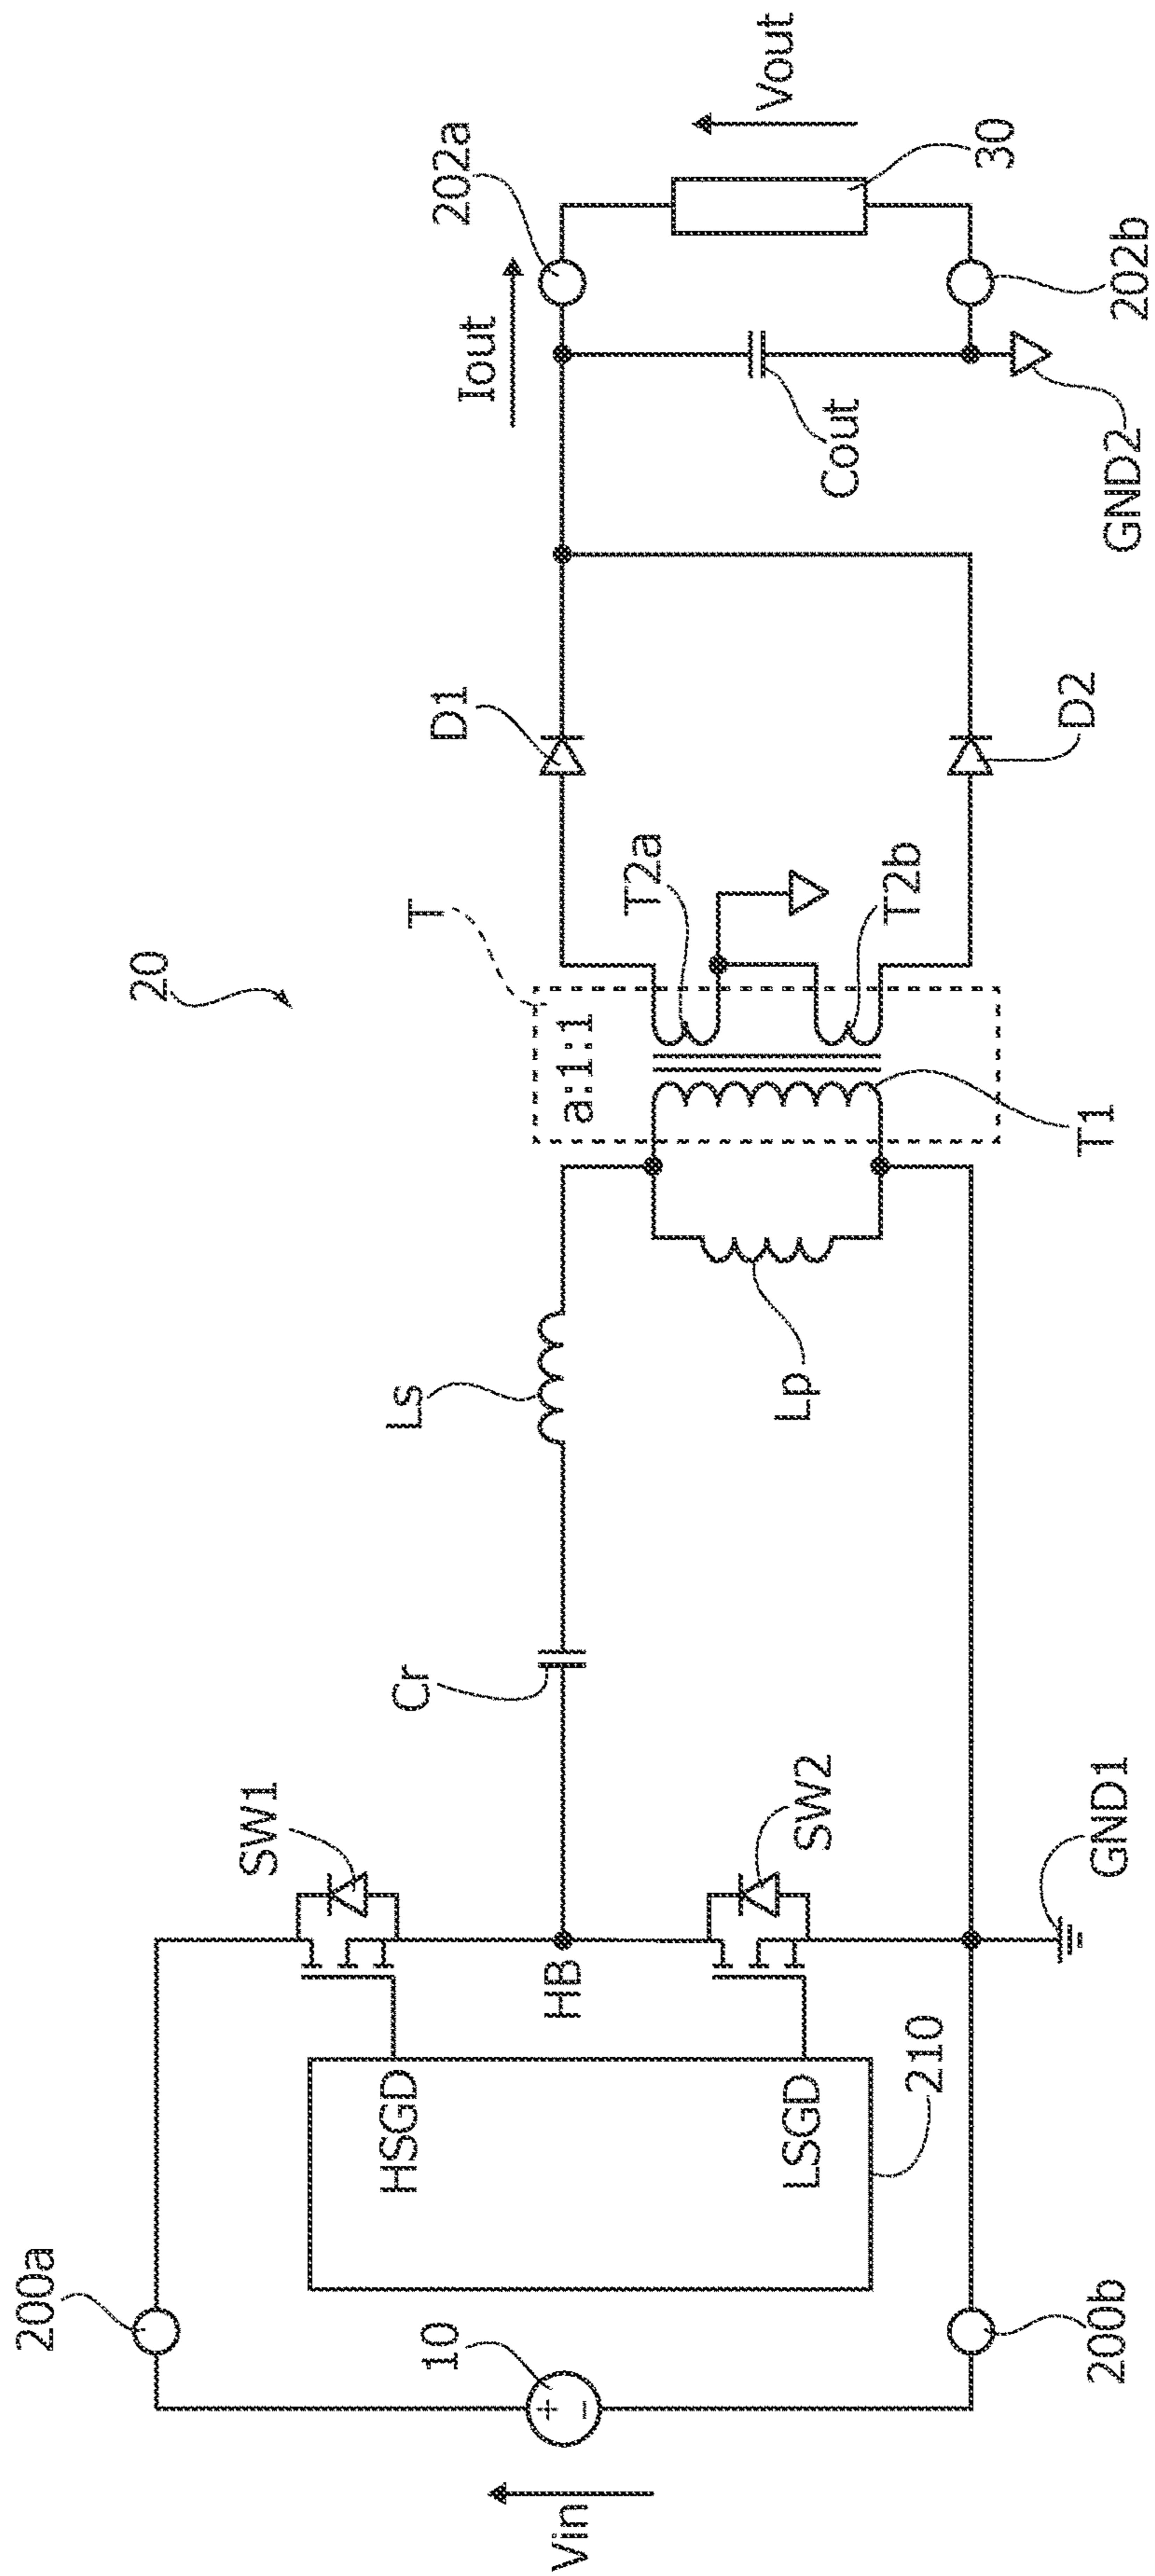 20
200a
SW1
Cr
Ls
T
D1
Iout
202a
10
HSGD
HB
a:1:1
T2a
Vin
+
−
Vout
LSGD
SW2
Lp
T2b
Cout
30
210
200b
GND1
T1
D2
GND2
202b